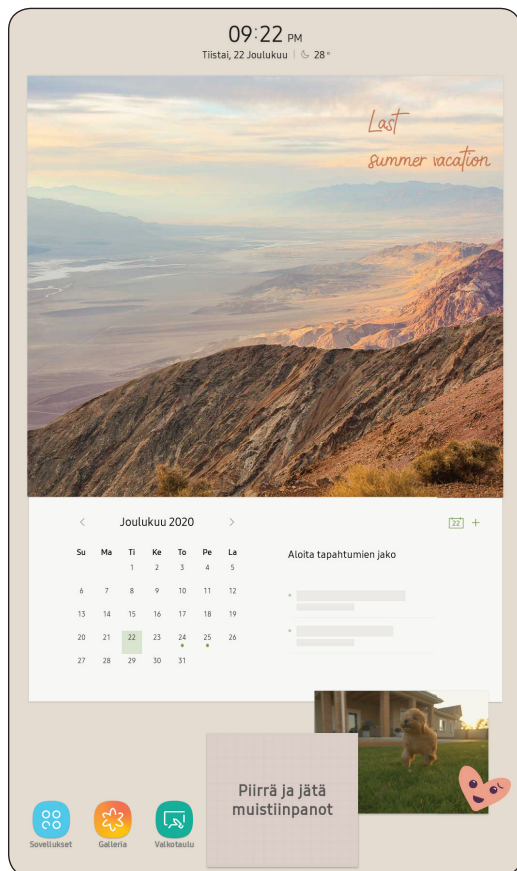 09:22 PM
Tiistai, 22 Joulukuu 28°
Last
summer vacation
Joulukuu 2020
22
Su Ma Ti Ke To Pe La
1 2 3 4 5
6 7 8 9 10 11 12
13 14 15 16 17 18 19
20 21 22 23 24 25 26
27 28 29 30 31
Aloita tapahtumien jako
Piirrä ja jätä
muistiinpanot
Sovellukset Galleria Valkotaulu